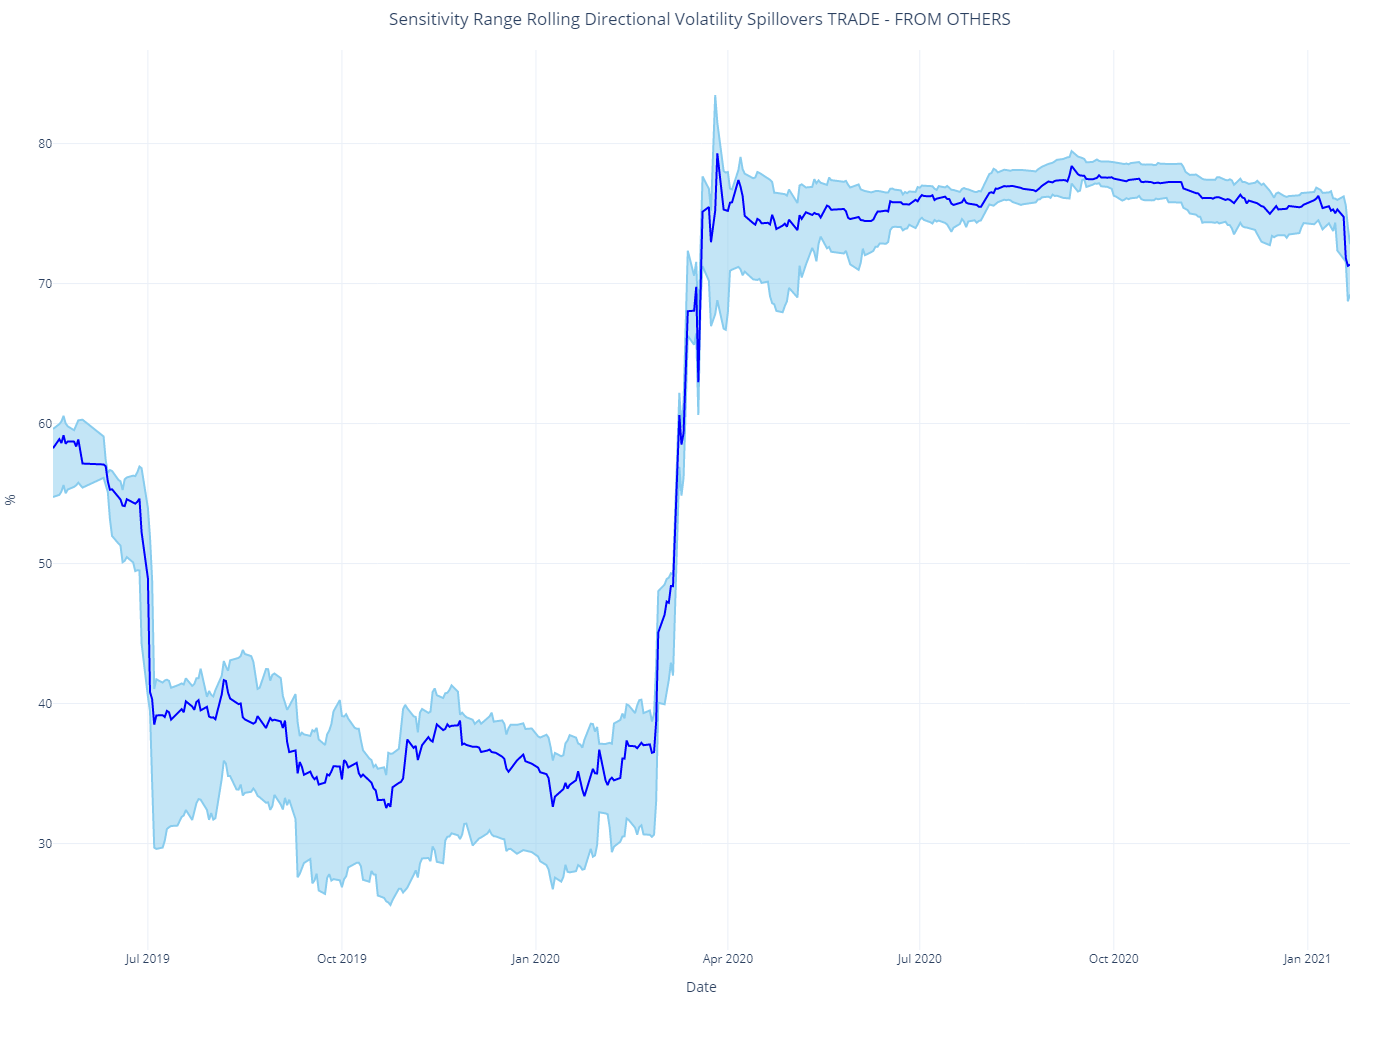 Sensitivity Range Rolling Directional Volatility Spillovers TRADE - FROM OTHERS
80
70
60
50
40
30
%
Jul 2019
Oct 2019
Jan 2020
Apr 2020
Jul 2020
Oct 2020
Jan 2021
Date